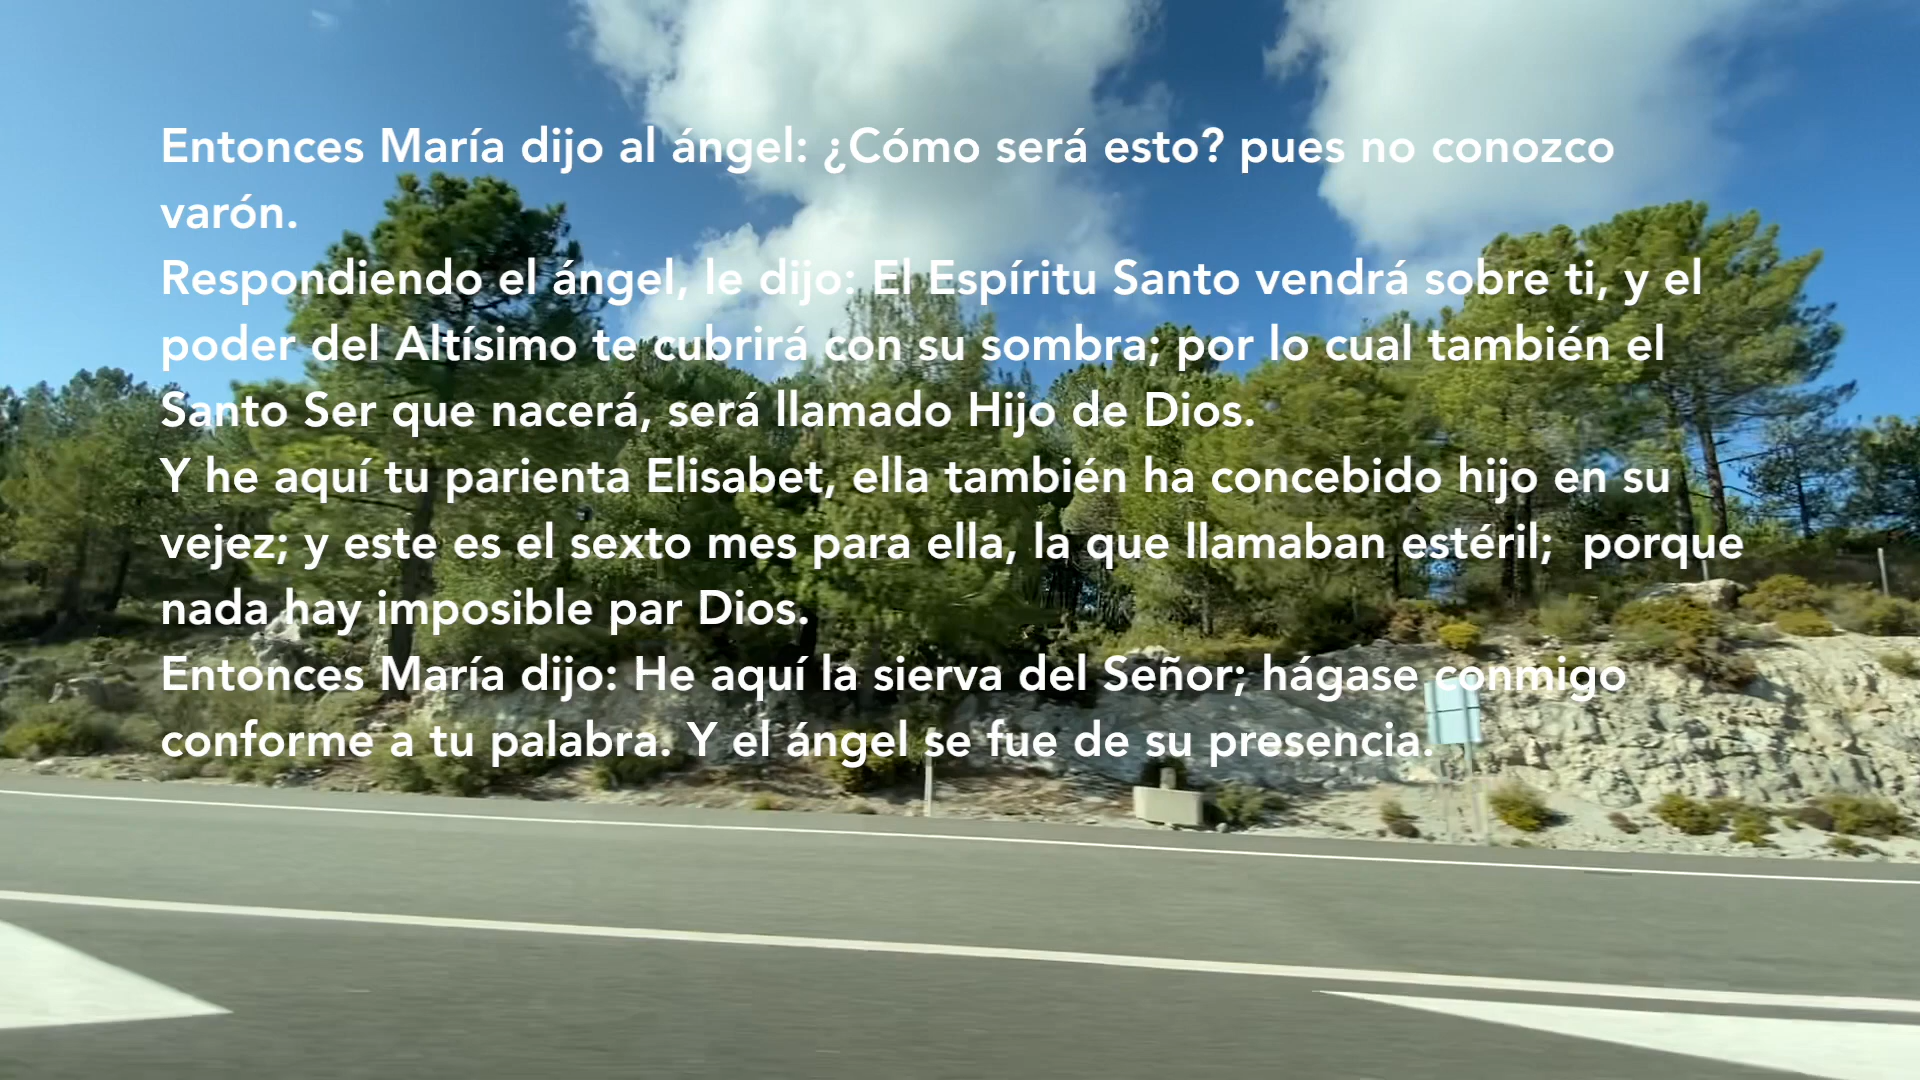 Entonces María dijo al ángel: ¿Cómo será esto? pues no conozco
varón.
Respondiendo el ángel, le dijo: El Espíritu Santo vendrá sobre ti, y el
poder del Altísimo te cubrirá con su sombra; por lo cual también el
Santo Ser que nacerá, será llamado Hijo de Dios.
Y he aquí tu parienta Elisabet, ella también ha concebido hijo en su
vejez; y este es el sexto mes para ella, la que llamaban estéril;  porque
nada hay imposible par Dios.
Entonces María dijo: He aquí la sierva del Señor; hágase conmigo
conforme a tu palabra. Y el ángel se fue de su presencia.